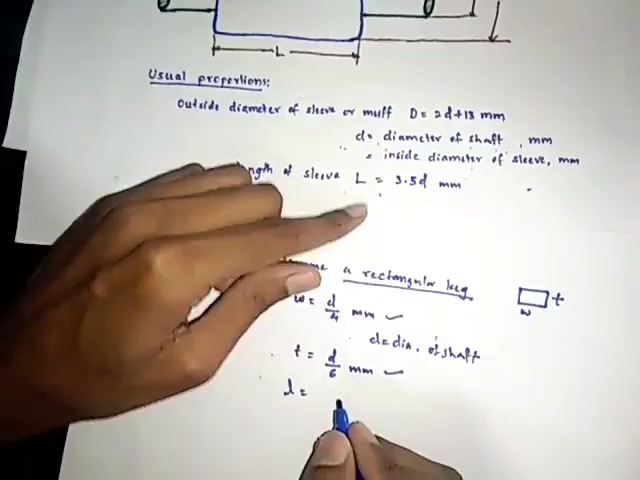 L
Usual proportions:
Outside diameter of sleeve or muff D = 2d+13 mm
d = diameter of shaft, mm
= inside diameter of sleeve, mm
of sleeve L = 3.5d mm
a rectangular key
w = d/4 mm ✓
t
w
d = dia. of shaft
t = d/6 mm ✓
l =